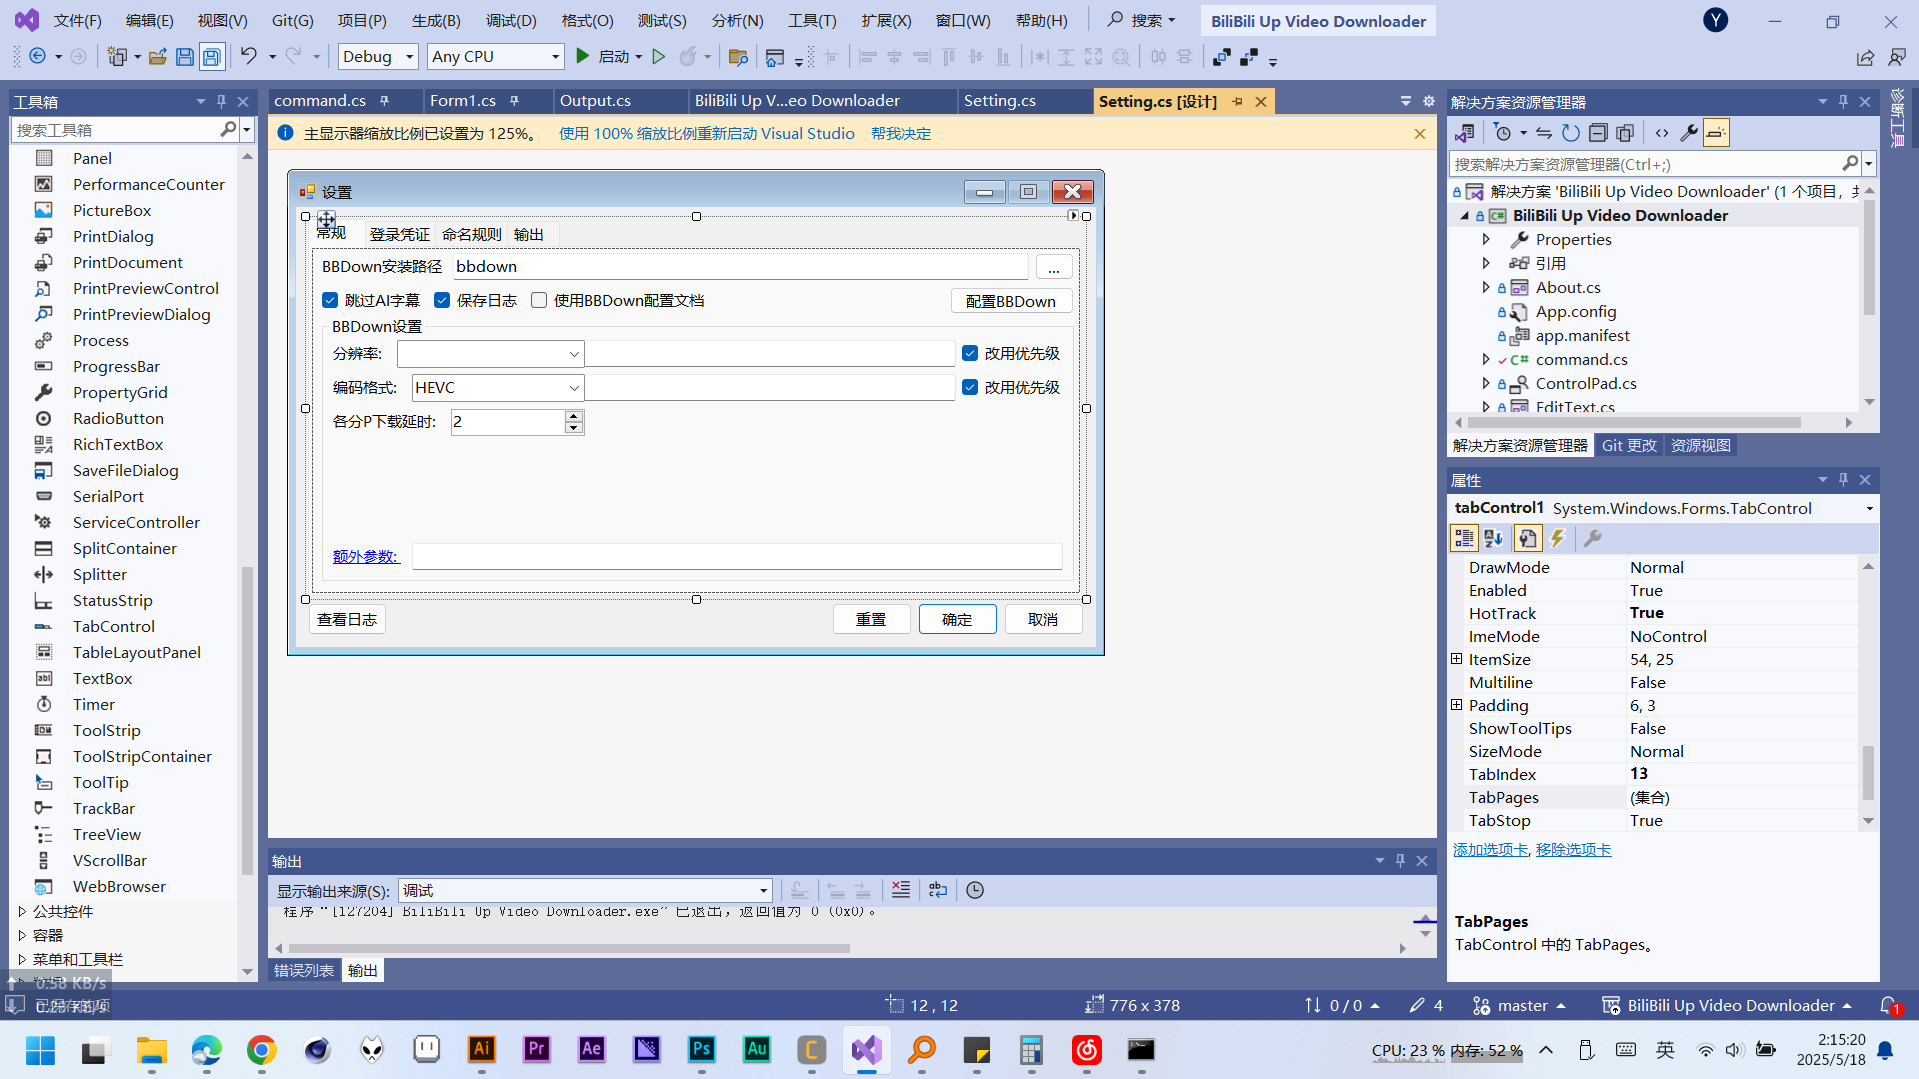 文件(F) 编辑(E) 视图(V) Git(G) 项目(P) 生成(B) 调试(D) 格式(O) 测试(S) 分析(N) 工具(T) 扩展(X) 窗口(W) 帮助(H) 搜索 BiliBili Up Video Downloader Y
Debug Any CPU 启动
工具箱
搜索工具箱
Panel
PerformanceCounter
PictureBox
PrintDialog
PrintDocument
PrintPreviewControl
PrintPreviewDialog
Process
ProgressBar
PropertyGrid
RadioButton
RichTextBox
SaveFileDialog
SerialPort
ServiceController
SplitContainer
Splitter
StatusStrip
TabControl
TableLayoutPanel
TextBox
Timer
ToolStrip
ToolStripContainer
ToolTip
TrackBar
TreeView
VScrollBar
WebBrowser
公共控件
容器
菜单和工具栏
0.58 KB/s
command.cs Form1.cs Output.cs BiliBili Up V...eo Downloader Setting.cs Setting.cs [设计]
主显示器缩放比例已设置为 125%。 使用 100% 缩放比例重新启动 Visual Studio 帮我决定
设置
常规 登录凭证 命名规则 输出
BBDown安装路径 bbdown ...
跳过AI字幕 保存日志 使用BBDown配置文档 配置BBDown
BBDown设置
分辨率: 改用优先级
编码格式: HEVC 改用优先级
各分P下载延时: 2
额外参数:
查看日志 重置 确定 取消
输出
显示输出来源(S): 调试
程序“[127204] BiliBili Up Video Downloader.exe”已退出，返回值为 0 (0x0)。
错误列表 输出
解决方案资源管理器
搜索解决方案资源管理器(Ctrl+;)
解决方案 'BiliBili Up Video Downloader' (1 个项目，
BiliBili Up Video Downloader
Properties
引用
About.cs
App.config
app.manifest
command.cs
ControlPad.cs
EditText.cs
解决方案资源管理器 Git 更改 资源视图
诊断工具
属性
tabControl1 System.Windows.Forms.TabControl
DrawMode Normal
Enabled True
HotTrack True
ImeMode NoControl
ItemSize 54, 25
Multiline False
Padding 6, 3
ShowToolTips False
SizeMode Normal
TabIndex 13
TabPages (集合)
TabStop True
添加选项卡, 移除选项卡
TabPages
TabControl 中的 TabPages。
12 , 12 776 x 378 0 / 0 4 master BiliBili Up Video Downloader 1
Ai Pr Ae Ps Au C
CPU: 23 % 内存: 52 % 英 2:15:20
2025/5/18